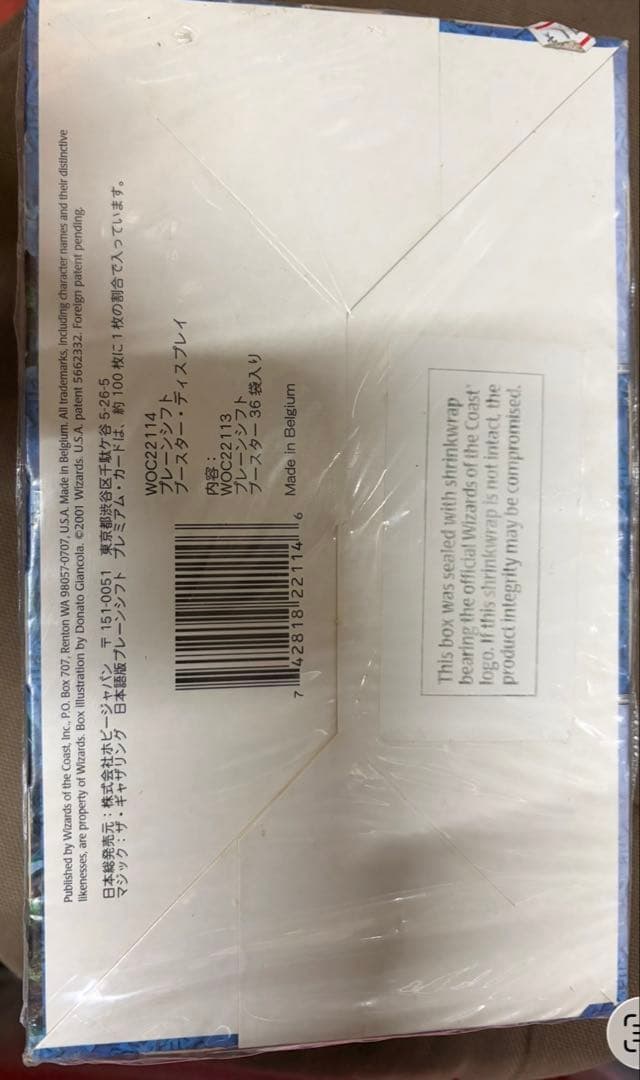 Published by Wizards of the Coast, Inc., P.O. Box 707, Renton WA 98057-0707, U.S.A. Made in Belgium. All trademarks, including character names and their distinctive
likenesses, are property of Wizards. Box illustration by Donato Giancola. ©2001 Wizards. U.S.A. patent 5662332. Foreign patent pending.
日本総発売元：株式会社ホビージャパン 〒151-0051 東京都渋谷区千駄ケ谷 5-26-5
マジック：ザ・ギャザリング 日本語版プレーンシフト プレミアム・カードは、約 100 枚に 1 枚の割合で入っています。
WOC22114
プレーンシフト
ブースター・ディスプレイ
内容：
WOC22113
プレーンシフト
ブースター 36 袋入り
Made in Belgium
7 42818 22114 6
This box was sealed with shrinkwrap
bearing the official Wizards of the Coast®
logo. If this shrinkwrap is not intact, the
product integrity may be compromised.